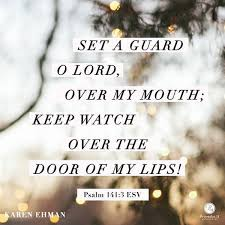 SET A GUARD
O LORD,
OVER MY MOUTH;
KEEP WATCH
OVER THE
DOOR OF MY LIPS!
Psalm 141:3 ESV
KAREN EHMAN